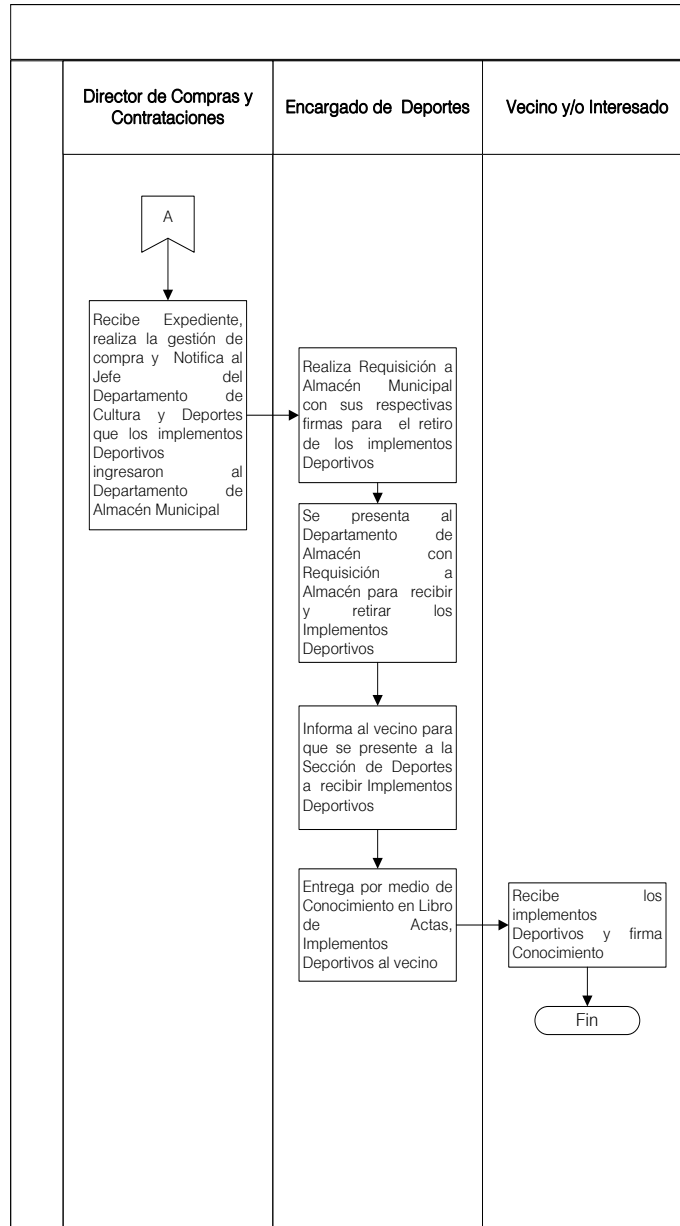 Director de Compras y
Contrataciones
Encargado de Deportes
Vecino y/o Interesado
A
Recibe Expediente,
realiza la gestión de
compra y Notifica al
Jefe del
Departamento de
Cultura y Deportes
que los implementos
Deportivos
ingresaron al
Departamento de
Almacén Municipal
Realiza Requisición a
Almacén Municipal
con sus respectivas
firmas para el retiro
de los implementos
Deportivos
Se presenta al
Departamento de
Almacén con
Requisición a
Almacén para recibir
y retirar los
Implementos
Deportivos
Informa al vecino para
que se presente a la
Sección de Deportes
a recibir Implementos
Deportivos
Entrega por medio de
Conocimiento en Libro
de Actas,
Implementos
Deportivos al vecino
Recibe los
implementos
Deportivos y firma
Conocimiento
Fin